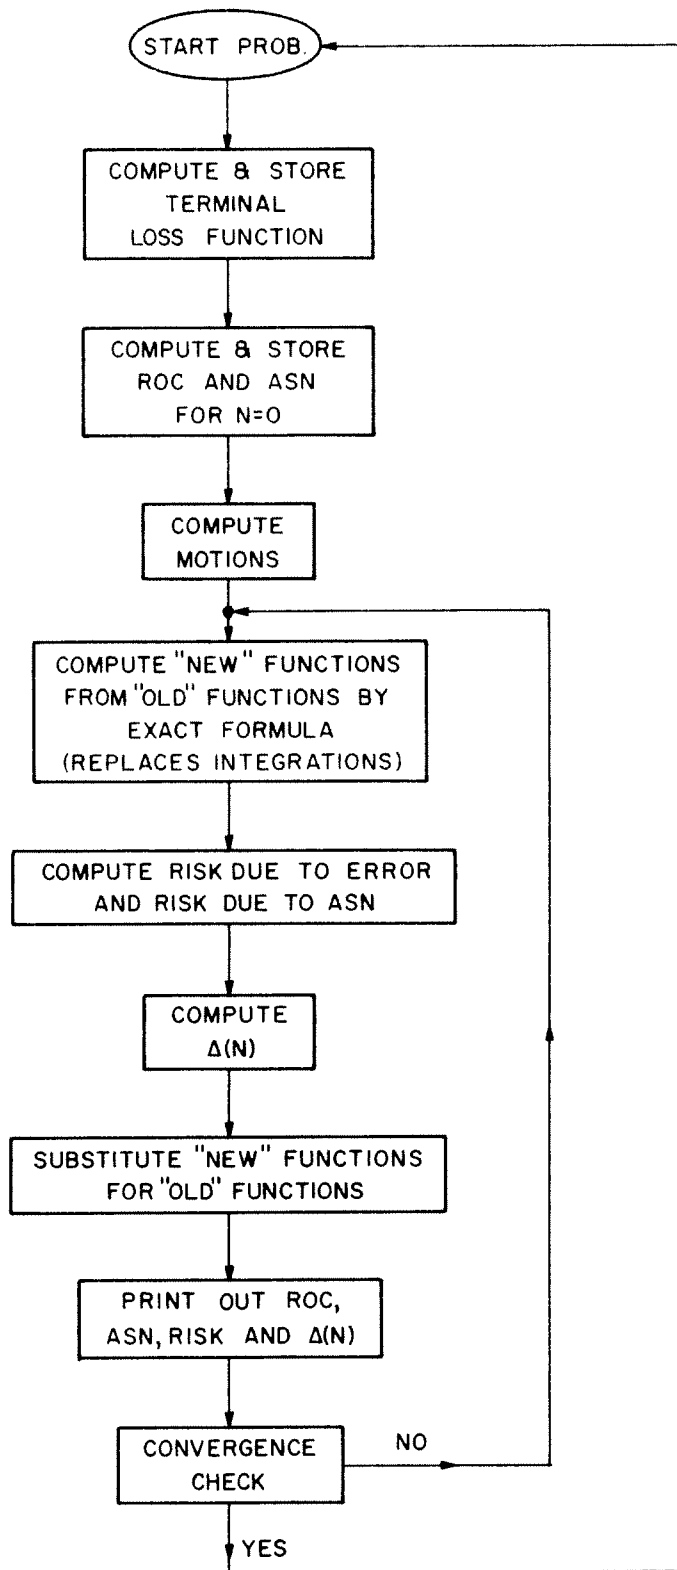 START PROB.
COMPUTE & STORE
TERMINAL
LOSS FUNCTION
COMPUTE & STORE
ROC AND ASN
FOR N=O
COMPUTE
MOTIONS
COMPUTE "NEW" FUNCTIONS
FROM "OLD" FUNCTIONS BY
EXACT FORMULA
(REPLACES INTEGRATIONS)
COMPUTE RISK DUE TO ERROR
AND RISK DUE TO ASN
COMPUTE
Δ(N)
SUBSTITUTE "NEW" FUNCTIONS
FOR "OLD" FUNCTIONS
PRINT OUT ROC,
ASN, RISK AND Δ(N)
CONVERGENCE
CHECK
NO
YES